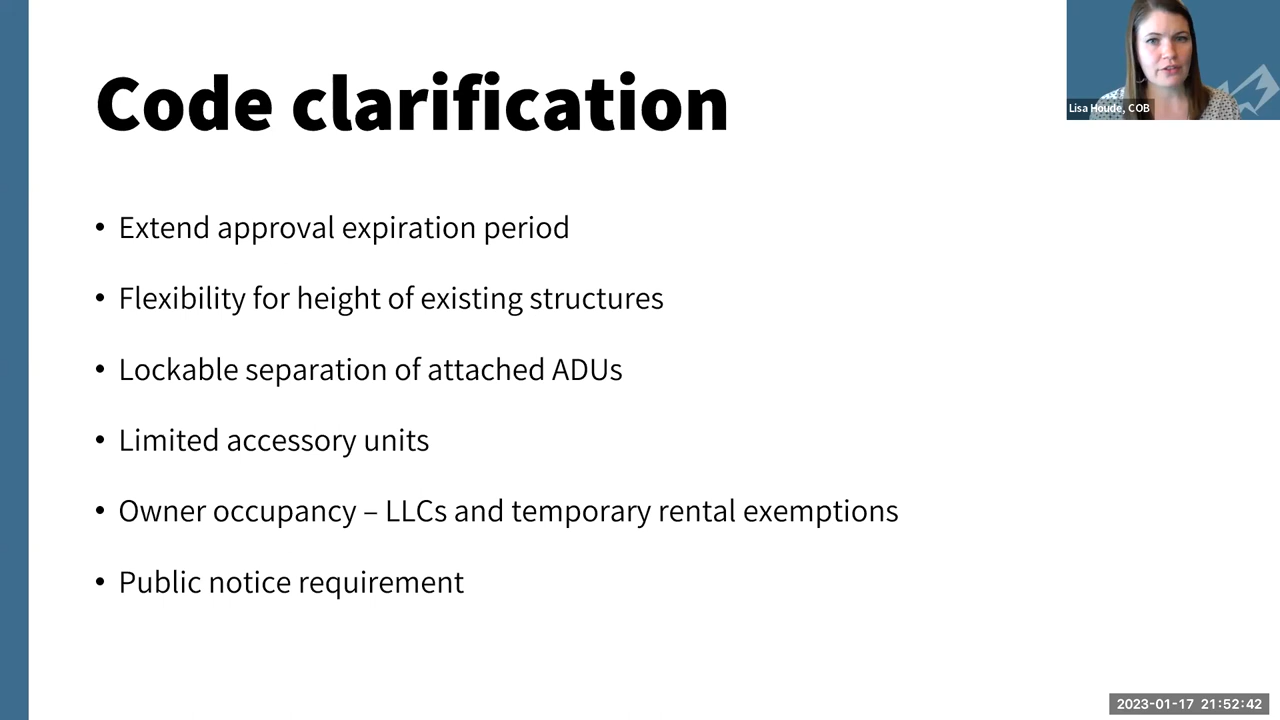 Code clarification
Lisa Houde, COB
• Extend approval expiration period
• Flexibility for height of existing structures
• Lockable separation of attached ADUs
• Limited accessory units
• Owner occupancy – LLCs and temporary rental exemptions
• Public notice requirement
2023-01-17 21:52:42